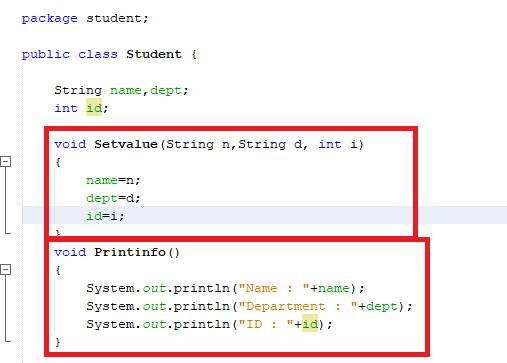 package student;
public class Student {
String name,dept;
int id;
void Setvalue(String n,String d, int i)
{
name=n;
dept=d;
id=i;
}
void Printinfo()
{
System.out.println("Name : "+name);
System.out.println("Department : "+dept);
System.out.println("ID : "+id);
}